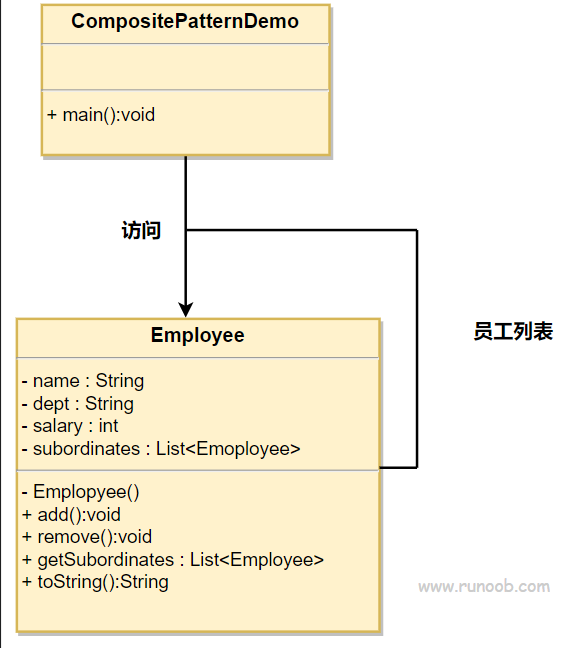 CompositePatternDemo
+ main():void
访问
员工列表
Employee
- name : String
- dept : String
- salary : int
- subordinates : List<Emoployee>
- Emplopyee()
+ add():void
+ remove():void
+ getSubordinates : List<Employee>
+ toString():String
www.runoob.com